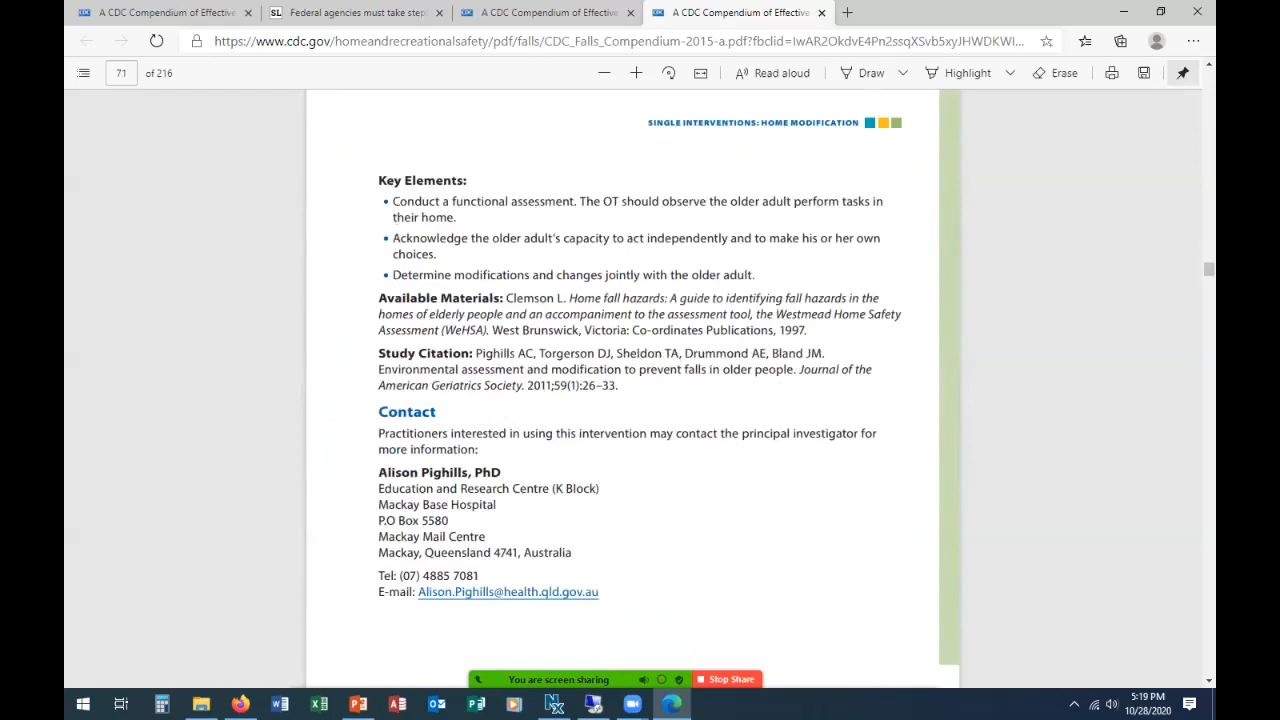 A CDC Compendium of Effective
Federal agencies must take step
A CDC Compendium of Effective
A CDC Compendium of Effective
https://www.cdc.gov/homeandrecreationalsafety/pdf/falls/CDC_Falls_Compendium-2015-a.pdf?fbclid=IwAR2OkdvE4Pn2ssqXSvb5xyJHWDKWI...
71 of 216
Read aloud
Draw
Highlight
Erase
SINGLE INTERVENTIONS: HOME MODIFICATION
Key Elements:
• Conduct a functional assessment. The OT should observe the older adult perform tasks in
their home.
• Acknowledge the older adult's capacity to act independently and to make his or her own
choices.
• Determine modifications and changes jointly with the older adult.
Available Materials: Clemson L. Home fall hazards: A guide to identifying fall hazards in the
homes of elderly people and an accompaniment to the assessment tool, the Westmead Home Safety
Assessment (WeHSA). West Brunswick, Victoria: Co-ordinates Publications, 1997.
Study Citation: Pighills AC, Torgerson DJ, Sheldon TA, Drummond AE, Bland JM.
Environmental assessment and modification to prevent falls in older people. Journal of the
American Geriatrics Society. 2011;59(1):26–33.
Contact
Practitioners interested in using this intervention may contact the principal investigator for
more information:
Alison Pighills, PhD
Education and Research Centre (K Block)
Mackay Base Hospital
P.O Box 5580
Mackay Mail Centre
Mackay, Queensland 4741, Australia
Tel: (07) 4885 7081
E-mail: Alison.Pighills@health.qld.gov.au
You are screen sharing
Stop Share
5:19 PM
10/28/2020